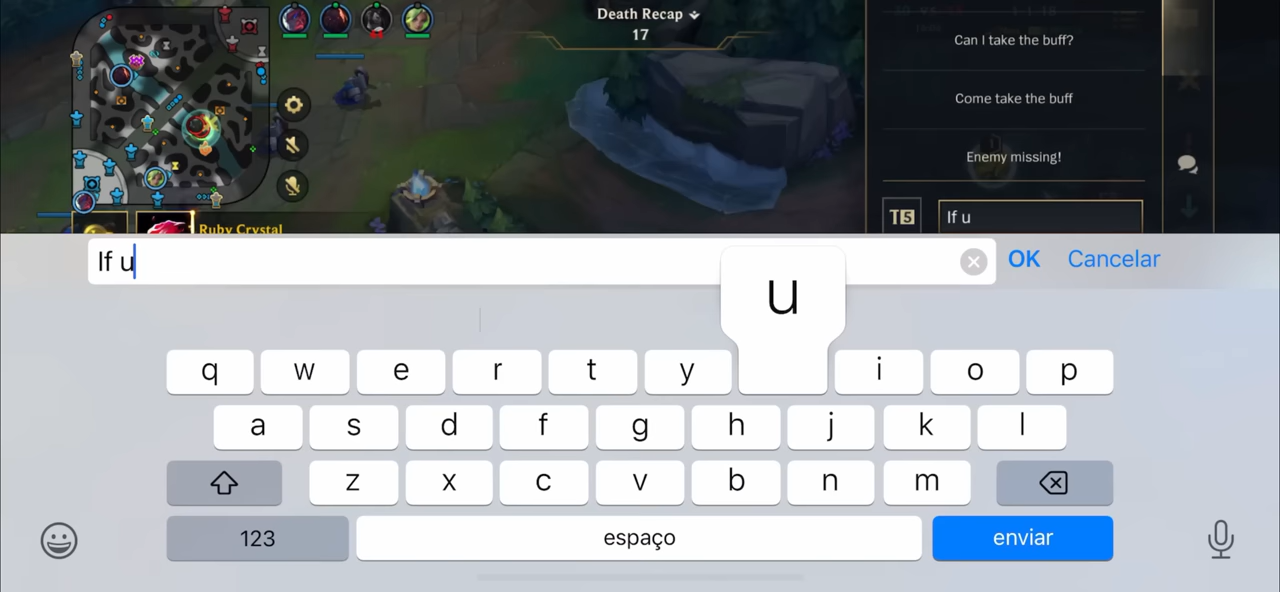 Death Recap
17
Can I take the buff?
Come take the buff
Enemy missing!
T5
If u
Ruby Crystal
If u
OK
Cancelar
u
q w e r t y i o p
a s d f g h j k l
z x c v b n m
123
espaço
enviar